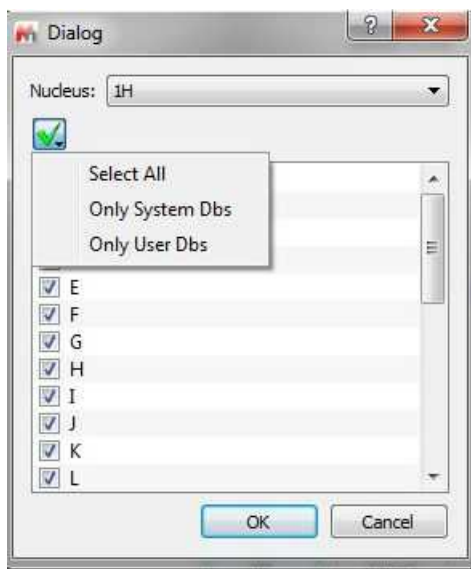 Dialog
Nucleus: 1H
Select All
Only System Dbs
Only User Dbs
E
F
G
H
I
J
K
L
OK Cancel